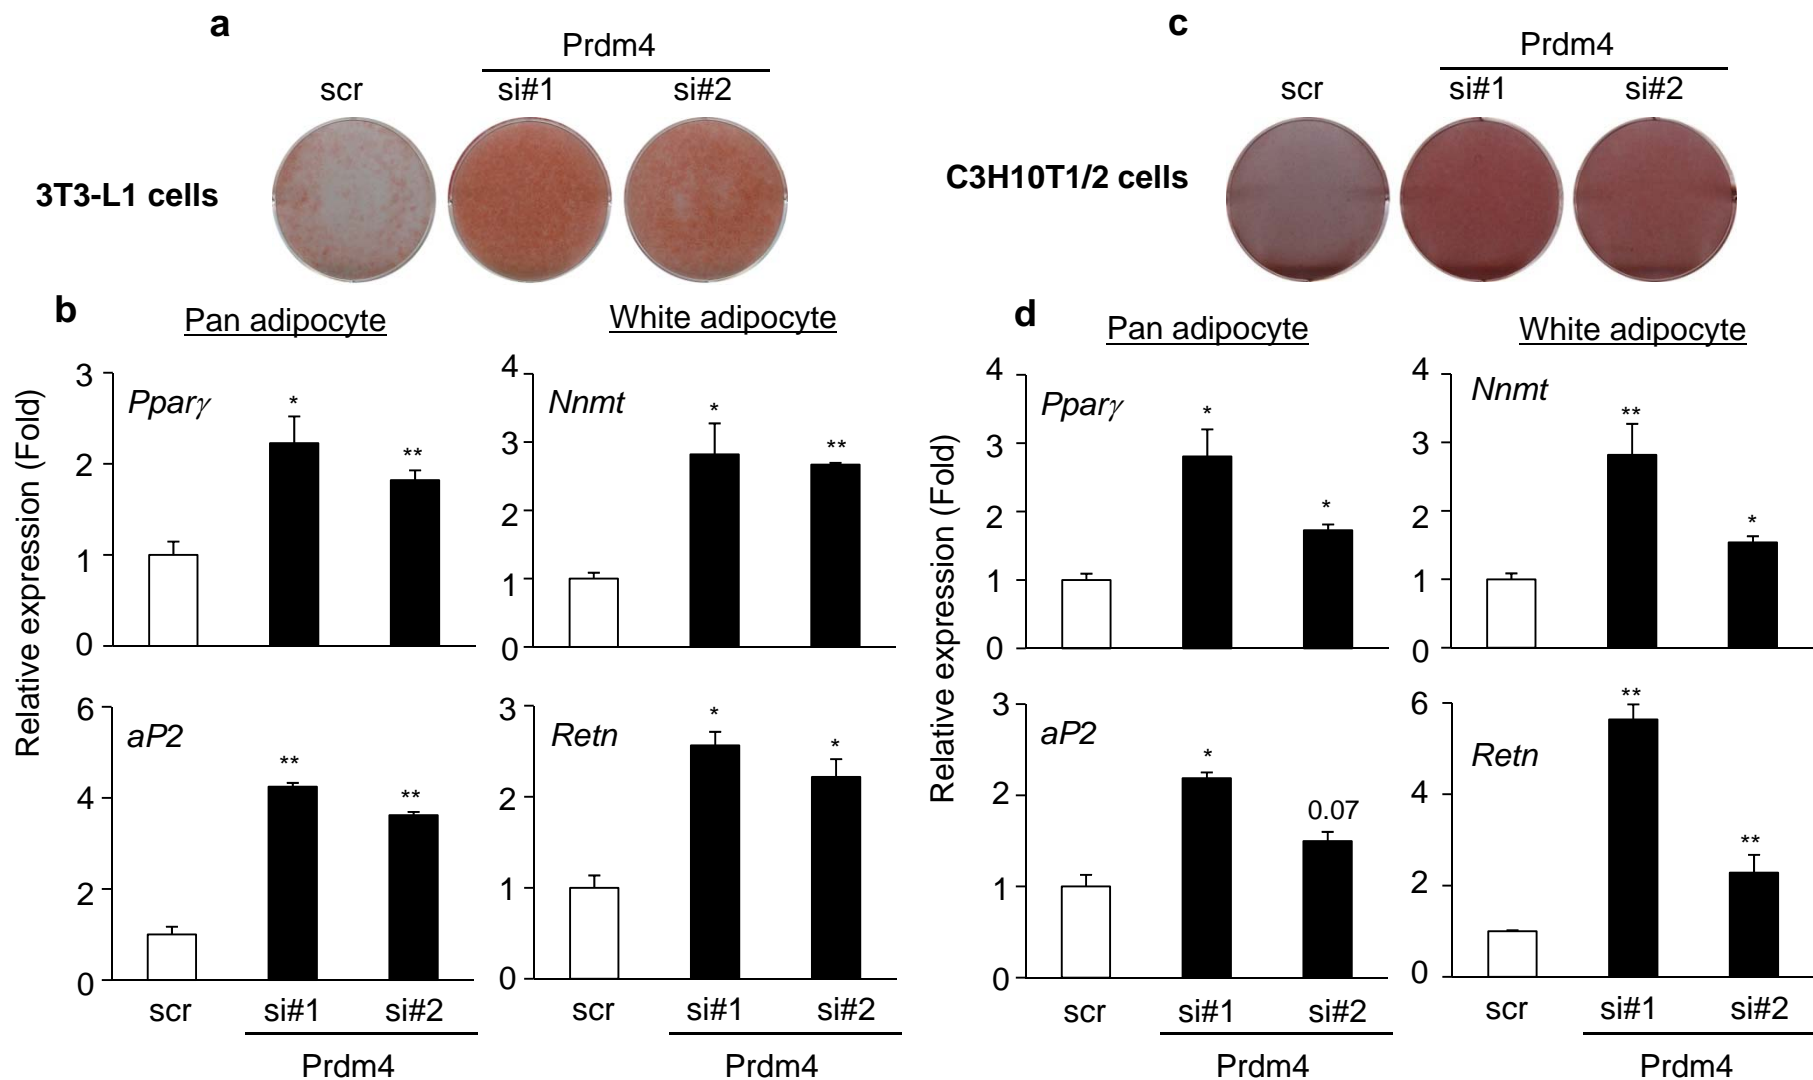 a
Prdm4
scr si#1 si#2
3T3-L1 cells
c
Prdm4
scr si#1 si#2
C3H10T1/2 cells
b
Pan adipocyte White adipocyte
Relative expression (Fold)
3
2
1
0
Pparγ
*
**
4
3
2
1
0
Nnmt
*
**
6
4
2
0
aP2
**
**
3
2
1
0
Retn
*
*
scr si#1 si#2 scr si#1 si#2
Prdm4 Prdm4
d
Pan adipocyte White adipocyte
Relative expression (Fold)
4
3
2
1
0
Pparγ
*
*
4
3
2
1
0
Nnmt
**
*
3
2
1
0
aP2
*
0.07
6
4
2
0
Retn
**
**
scr si#1 si#2 scr si#1 si#2
Prdm4 Prdm4